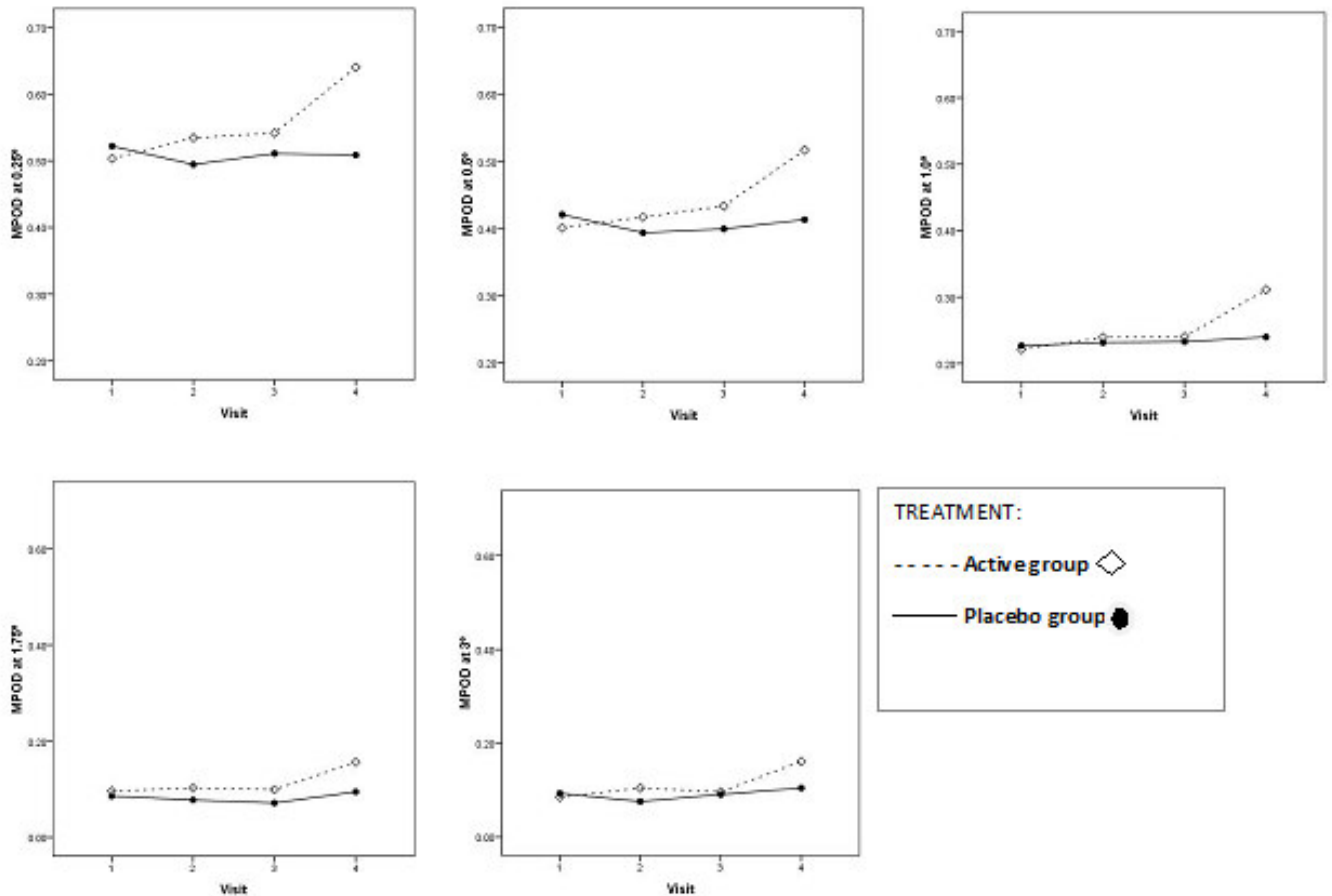 MPOD at 0.25°
0.70
0.60
0.50
0.40
0.30
0.20
1 2 3 4
Visit
MPOD at 0.5°
0.70
0.60
0.50
0.40
0.30
0.20
1 2 3 4
Visit
MPOD at 1.0°
0.70
0.60
0.50
0.40
0.30
0.20
1 2 3 4
Visit
MPOD at 1.75°
0.60
0.40
0.20
0.00
1 2 3 4
Visit
MPOD at 3°
0.60
0.40
0.20
0.00
1 2 3 4
Visit
TREATMENT:
Active group
Placebo group